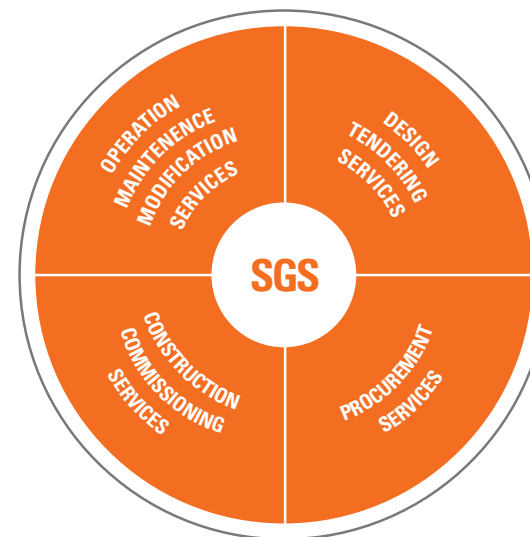 OPERATION
MAINTENENCE
MODIFICATION
SERVICES
DESIGN
TENDERING
SERVICES
SGS
CONSTRUCTION
COMMISSIONING
SERVICES
PROCUREMENT
SERVICES